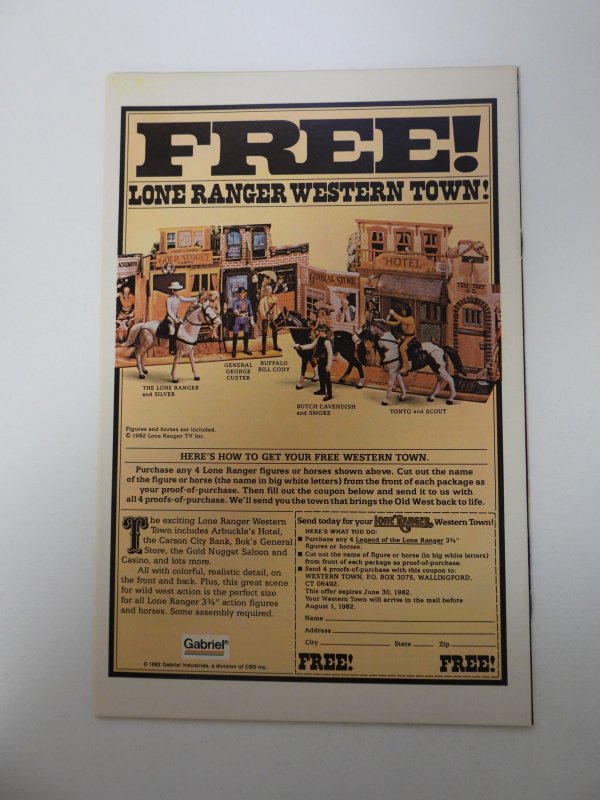 FREE!
LONE RANGER WESTERN TOWN!
GOLD NUGGET
HOTEL
GENERAL STORE
THE LONE RANGER
and SILVER
GENERAL
GEORGE
CUSTER
BUFFALO
BILL CODY
BUTCH CAVENDISH
and SMOKE
TONTO and SCOUT
Figures and horses not included.
© 1982 Lone Ranger TV Inc.
HERE'S HOW TO GET YOUR FREE WESTERN TOWN.
Purchase any 4 Lone Ranger figures or horses shown above. Cut out the name
of the figure or horse (the name in big white letters) from the front of each package as
your proof-of-purchase. Then fill out the coupon below and send it to us with
all 4 proofs-of-purchase. We'll send you the town that brings the Old West back to life.
The exciting Lone Ranger Western
Town includes Arbuckle's Hotel,
the Carson City Bank, Bok's General
Store, the Gold Nugget Saloon and
Casino, and lots more.
All with colorful, realistic detail, on
the front and back. Plus, this great scene
for wild west action is the perfect size
for all Lone Ranger 3¾" action figures
and horses. Some assembly required.
Gabriel®
© 1982 Gabriel Industries, a division of CBS Inc.
Send today for your LONE RANGER Western Town!
HERE'S WHAT YOU DO:
■ Purchase any 4 Legend of the Lone Ranger 3¾"
figures or horses.
■ Cut out the name of figure or horse (in big white letters)
from front of each package as proof-of-purchase.
■ Send 4 proofs-of-purchase with this coupon to:
WESTERN TOWN, P.O. BOX 3075, WALLINGFORD,
CT 06492.
This offer expires June 30, 1982.
Your Western Town will arrive in the mail before
August 1, 1982.
Name
Address
City State Zip
FREE! FREE!